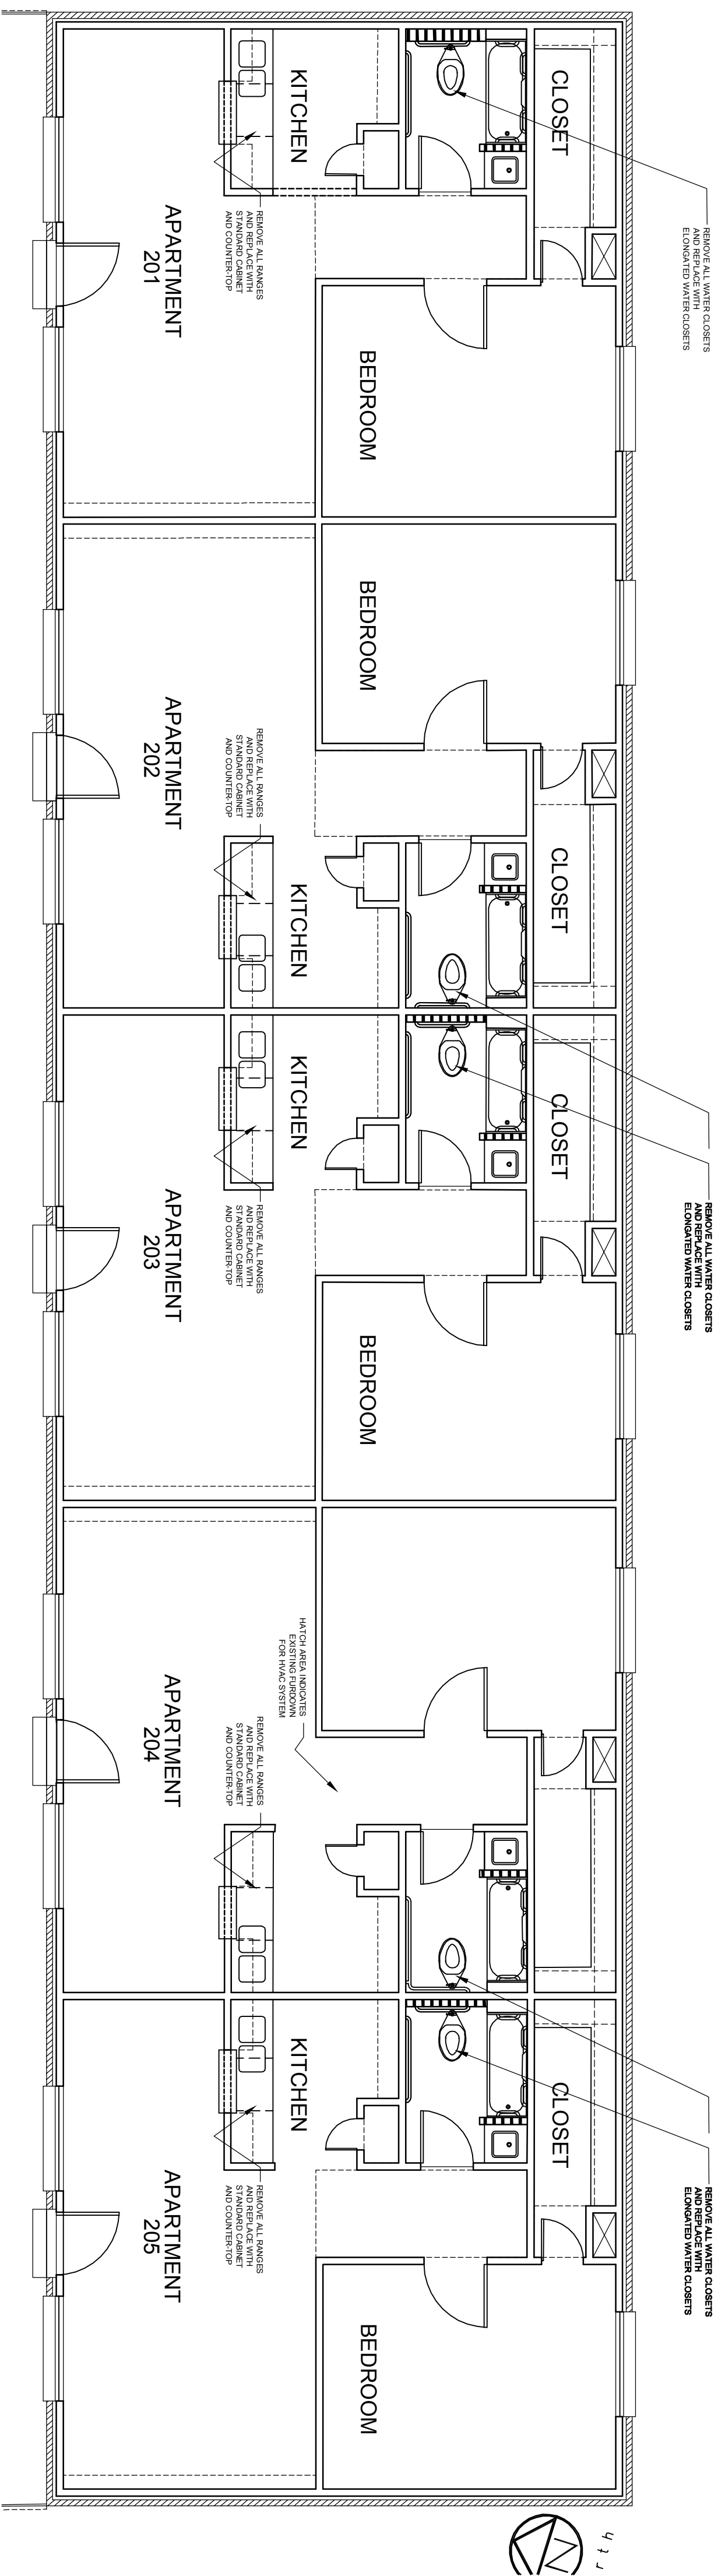 REMOVE ALL WATER CLOSETS
AND REPLACE WITH
ELONGATED WATER CLOSETS
CLOSET
KITCHEN
REMOVE ALL RANGES
AND REPLACE WITH
STANDARD CABINET
AND COUNTER-TOP
APARTMENT
201
BEDROOM
BEDROOM
APARTMENT
202
REMOVE ALL RANGES
AND REPLACE WITH
STANDARD CABINET
AND COUNTER-TOP
CLOSET
KITCHEN
REMOVE ALL WATER CLOSETS
AND REPLACE WITH
ELONGATED WATER CLOSETS
CLOSET
KITCHEN
REMOVE ALL RANGES
AND REPLACE WITH
STANDARD CABINET
AND COUNTER-TOP
APARTMENT
203
BEDROOM
HATCH AREA INDICATES
EXISTING FURDOWN
FOR HVAC SYSTEM
APARTMENT
204
REMOVE ALL RANGES
AND REPLACE WITH
STANDARD CABINET
AND COUNTER-TOP
REMOVE ALL WATER CLOSETS
AND REPLACE WITH
ELONGATED WATER CLOSETS
CLOSET
KITCHEN
REMOVE ALL RANGES
AND REPLACE WITH
STANDARD CABINET
AND COUNTER-TOP
APARTMENT
205
BEDROOM
N
rth